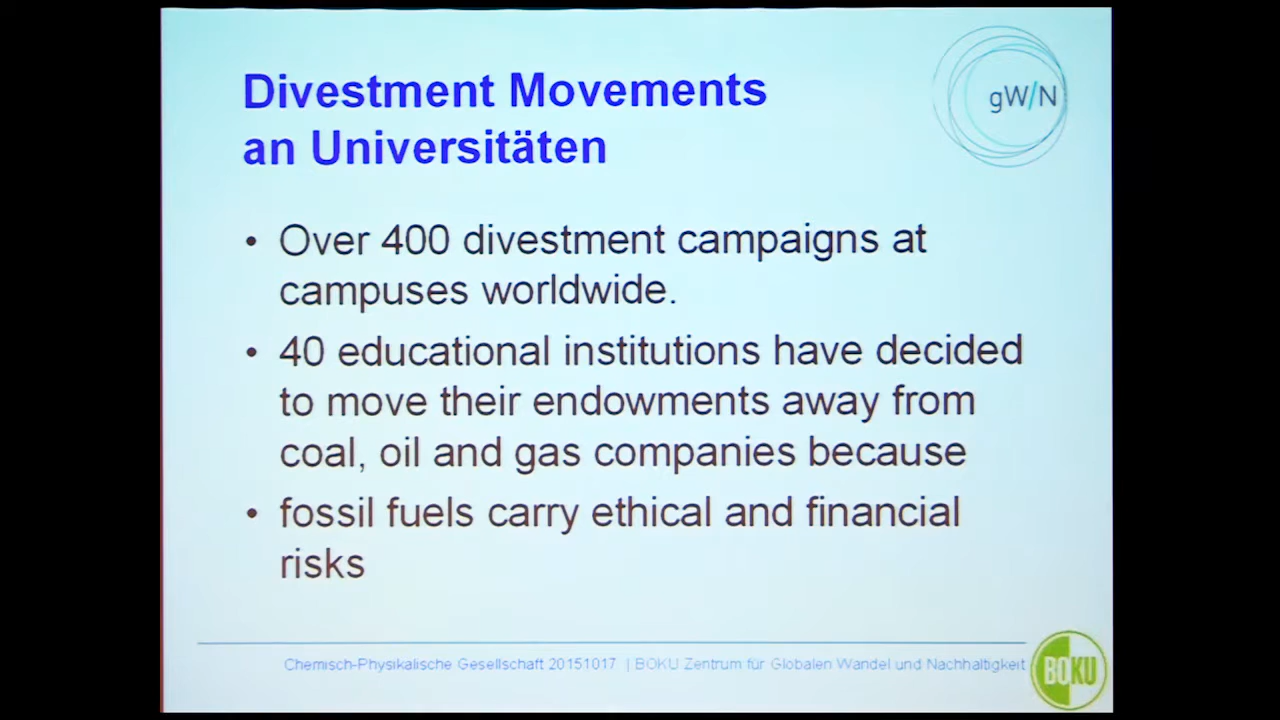 Divestment Movements
an Universitäten
gW/N
• Over 400 divestment campaigns at
campuses worldwide.
• 40 educational institutions have decided
to move their endowments away from
coal, oil and gas companies because
• fossil fuels carry ethical and financial
risks
Chemisch-Physikalische Gesellschaft 20151017 | BOKU Zentrum für Globalen Wandel und Nachhaltigkeit
BOKU